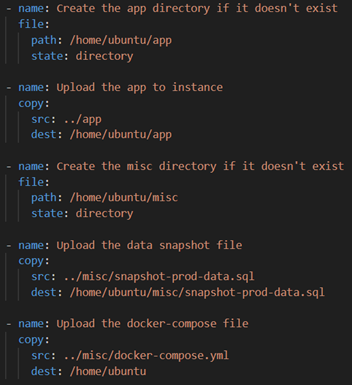 - name: Create the app directory if it doesn't exist
  file:
    path: /home/ubuntu/app
    state: directory

- name: Upload the app to instance
  copy:
    src: ../app
    dest: /home/ubuntu/app

- name: Create the misc directory if it doesn't exist
  file:
    path: /home/ubuntu/misc
    state: directory

- name: Upload the data snapshot file
  copy:
    src: ../misc/snapshot-prod-data.sql
    dest: /home/ubuntu/misc/snapshot-prod-data.sql

- name: Upload the docker-compose file
  copy:
    src: ../misc/docker-compose.yml
    dest: /home/ubuntu